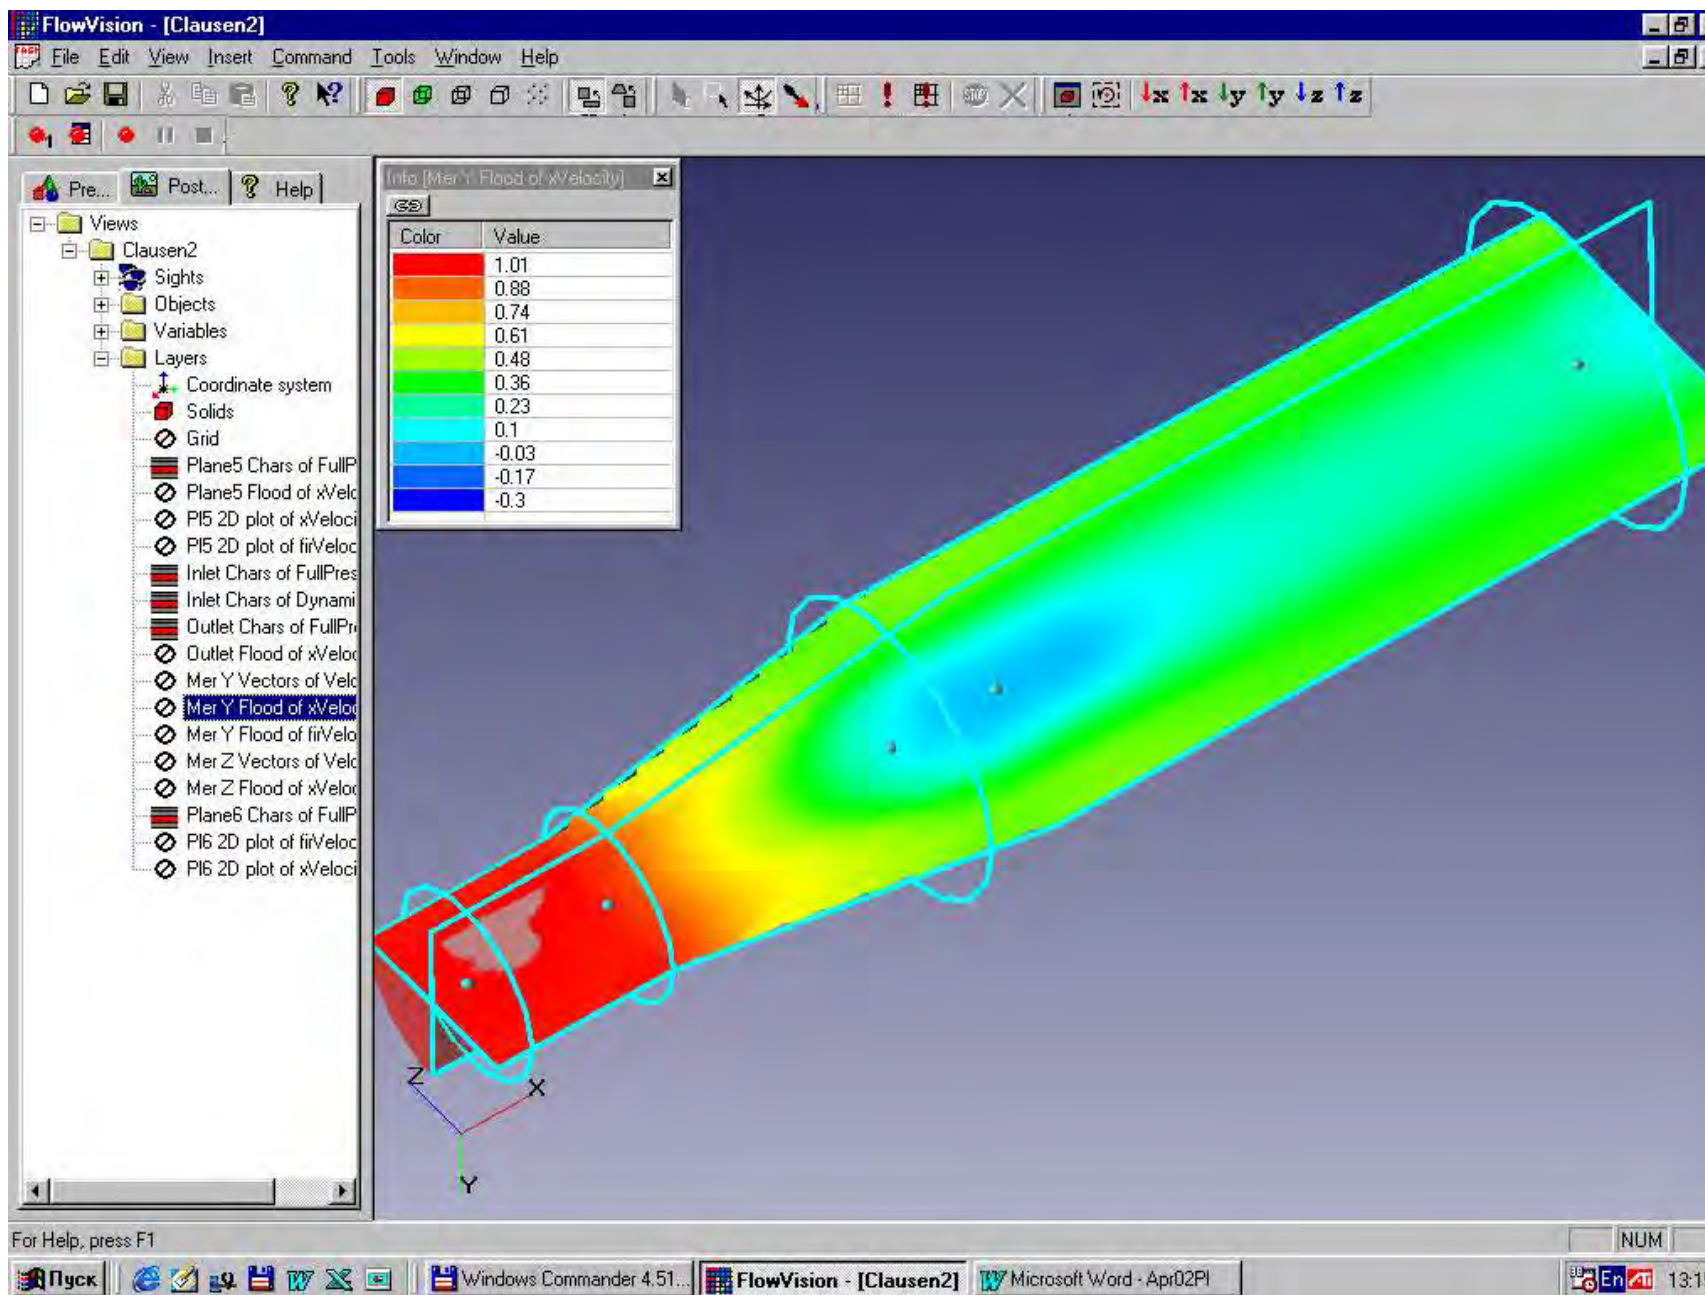 FlowVision - [Clausen2]
File Edit View Insert Command Tools Window Help
x x y y z z
Pre... Post... Help
Views
Clausen2
Sights
Objects
Variables
Layers
Coordinate system
Solids
Grid
Plane5 Chars of FullP
Plane5 Flood of xVelo
Pl5 2D plot of xVeloci
Pl5 2D plot of firVeloc
Inlet Chars of FullPres
Inlet Chars of Dynami
Outlet Chars of FullPr
Outlet Flood of xVeloc
Mer Y Vectors of Velo
Mer Y Flood of xVeloc
Mer Y Flood of firVelo
Mer Z Vectors of Velo
Mer Z Flood of xVeloc
Plane6 Chars of FullP
Pl6 2D plot of firVeloc
Pl6 2D plot of xVeloci
Info [Mer Y Flood of xVelocity]
Color Value
1.01
0.88
0.74
0.61
0.48
0.36
0.23
0.1
-0.03
-0.17
-0.3
Z X
Y
For Help, press F1 NUM
Пуск Windows Commander 4.51... FlowVision - [Clausen2] Microsoft Word - Apr02Pl En 13:1